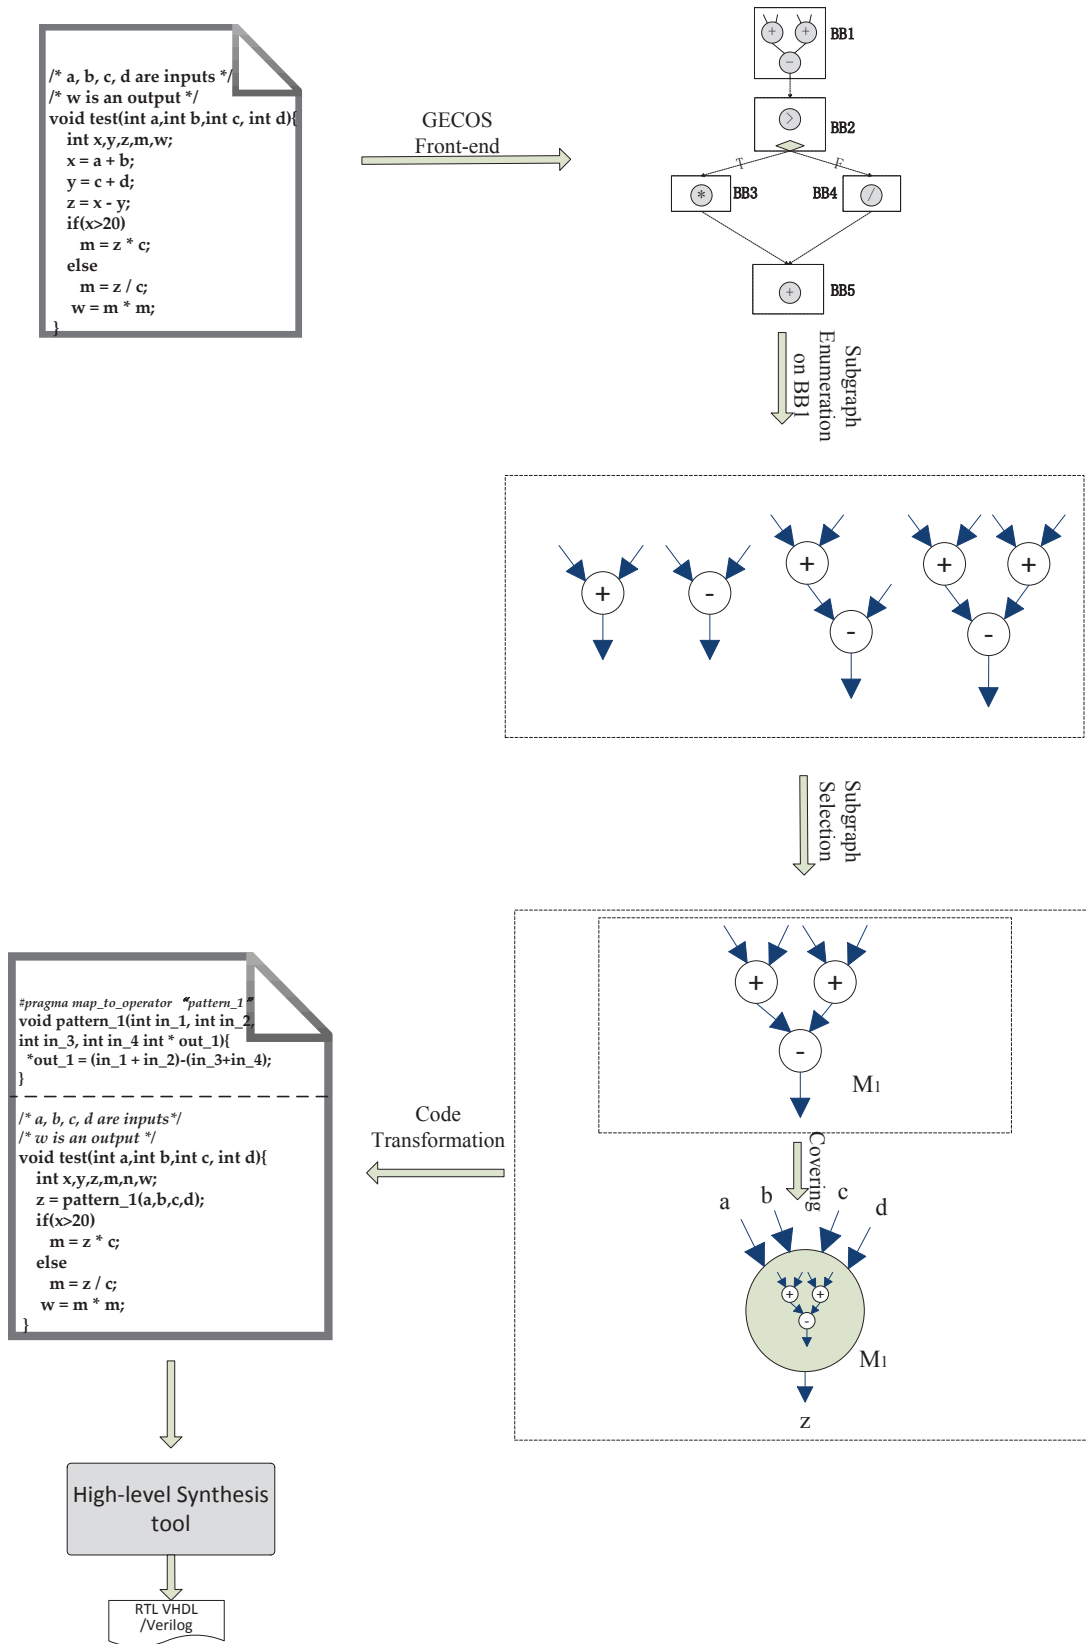 /* a, b, c, d are inputs */
/* w is an output */
void test(int a,int b,int c, int d){
int x,y,z,m,w;
x = a + b;
y = c + d;
z = x - y;
if(x>20)
m = z * c;
else
m = z / c;
w = m * m;
}
GECOS
Front-end
+ +
BB1
-
>
BB2
T F
*
BB3
BB4
/
+
BB5
Subgraph
Enumeration
on BB1
+
-
+
-
+ +
-
Subgraph
Selection
+ +
-
M1
Covering
a b c d
+ +
-
M1
z
Code
Transformation
#pragma map_to_operator “pattern_1”
void pattern_1(int in_1, int in_2,
int in_3, int in_4 int * out_1){
*out_1 = (in_1 + in_2)-(in_3+in_4);
}
/* a, b, c, d are inputs*/
/* w is an output */
void test(int a,int b,int c, int d){
int x,y,z,m,n,w;
z = pattern_1(a,b,c,d);
if(x>20)
m = z * c;
else
m = z / c;
w = m * m;
}
High-level Synthesis
tool
RTL VHDL
/Verilog